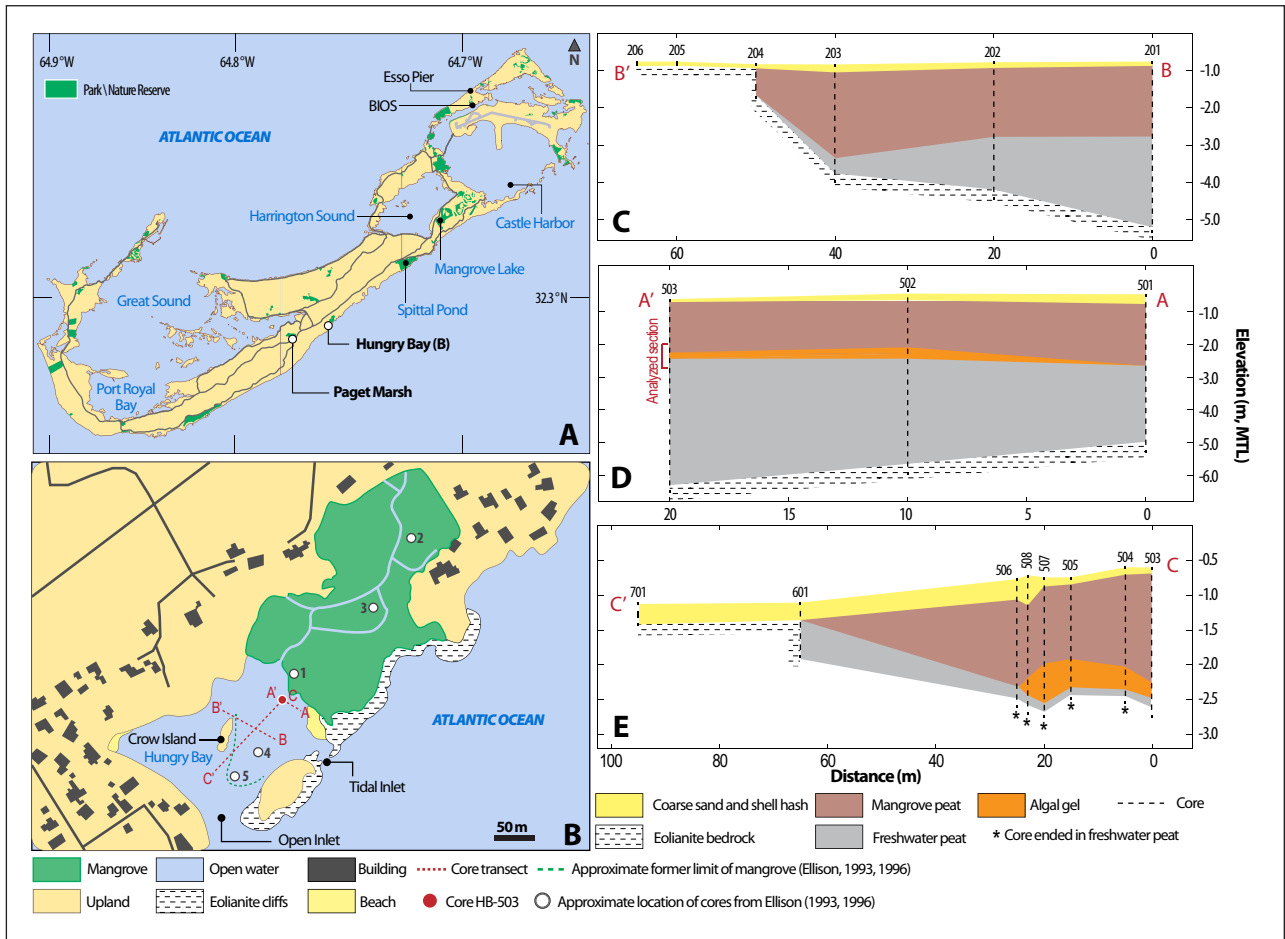 64.9°
64.8°
64.7°
N
Park \ Nature Reserve
Esso Pier
BIOS
ATLANTIC OCEAN
Harrington Sound
Castle Harbor
Mangrove Lake
Great Sound
32.3° N
Spittal Pond
Hungry Bay (B)
Port Royal
Bay
Paget Marsh
A
2
3
1
A' C
A
B'
B
Crow Island
Hungry Bay
4
C'
5
ATLANTIC OCEAN
Tidal Inlet
Open Inlet
50 m
B
206 205 204 203 202 201
B' B
-1.0
-2.0
-3.0
-4.0
-5.0
C
60 40 20 0
503 502 501
A' A
Analyzed section
-1.0
-2.0
-3.0
-4.0
-5.0
-6.0
D
Elevation (m, MTL)
20 15 10 5 0
701 601 506 508 507 505 504 503
C' C
-0.5
-1.0
-1.5
-2.0
-2.5
-3.0
* * * * *
E
100 80 60 40 20 0
Distance (m)
Coarse sand and shell hash Mangrove peat Algal gel Core
Eolianite bedrock Freshwater peat * Core ended in freshwater peat
Mangrove Open water Building Core transect Approximate former limit of mangrove (Ellison, 1993, 1996)
Upland Eolianite cliffs Beach Core HB-503 Approximate location of cores from Ellison (1993, 1996)